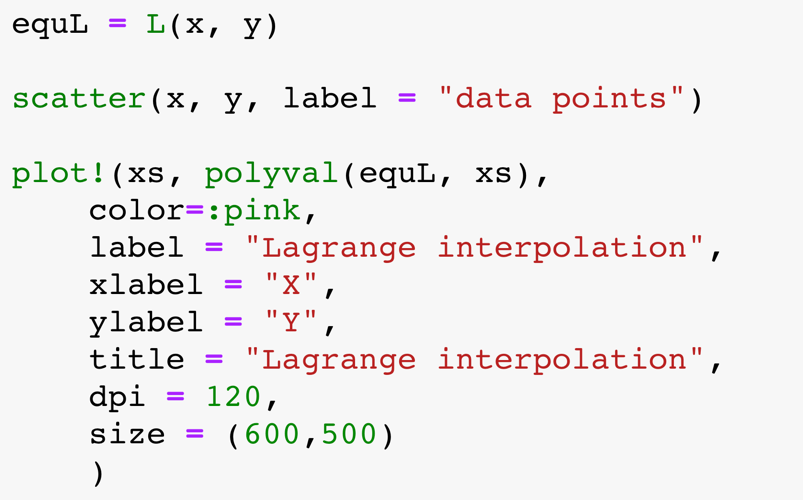 equL = L(x, y)
scatter(x, y, label = "data points")
plot!(xs, polyval(equL, xs),
color=:pink,
label = "Lagrange interpolation",
xlabel = "X",
ylabel = "Y",
title = "Lagrange interpolation",
dpi = 120,
size = (600,500)
)